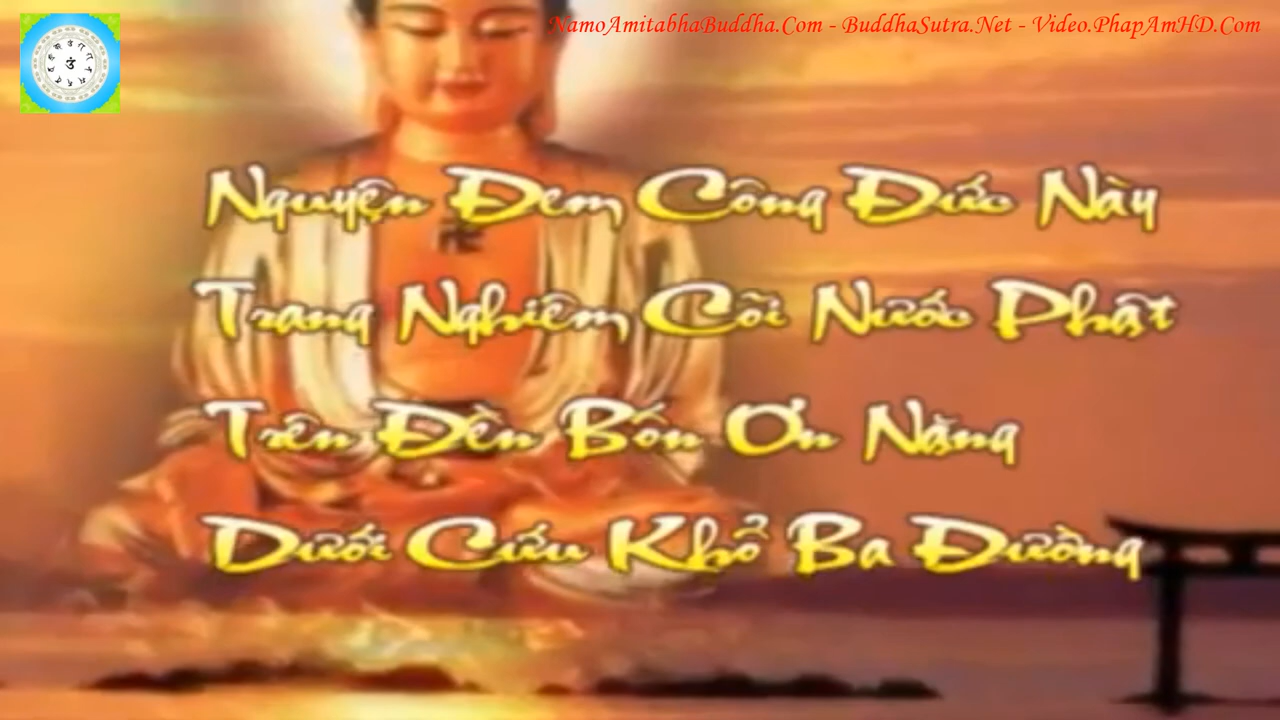 NamoAmitabhaBuddha.Com - BuddhaSutra.Net - Video.PhapAmHD.Com
Nguyện Đem Công Đức Này
Trang Nghiêm Cõi Nước Phật
Trên Đền Bốn Ơn Nặng
Dưới Cứu Khổ Ba Đường